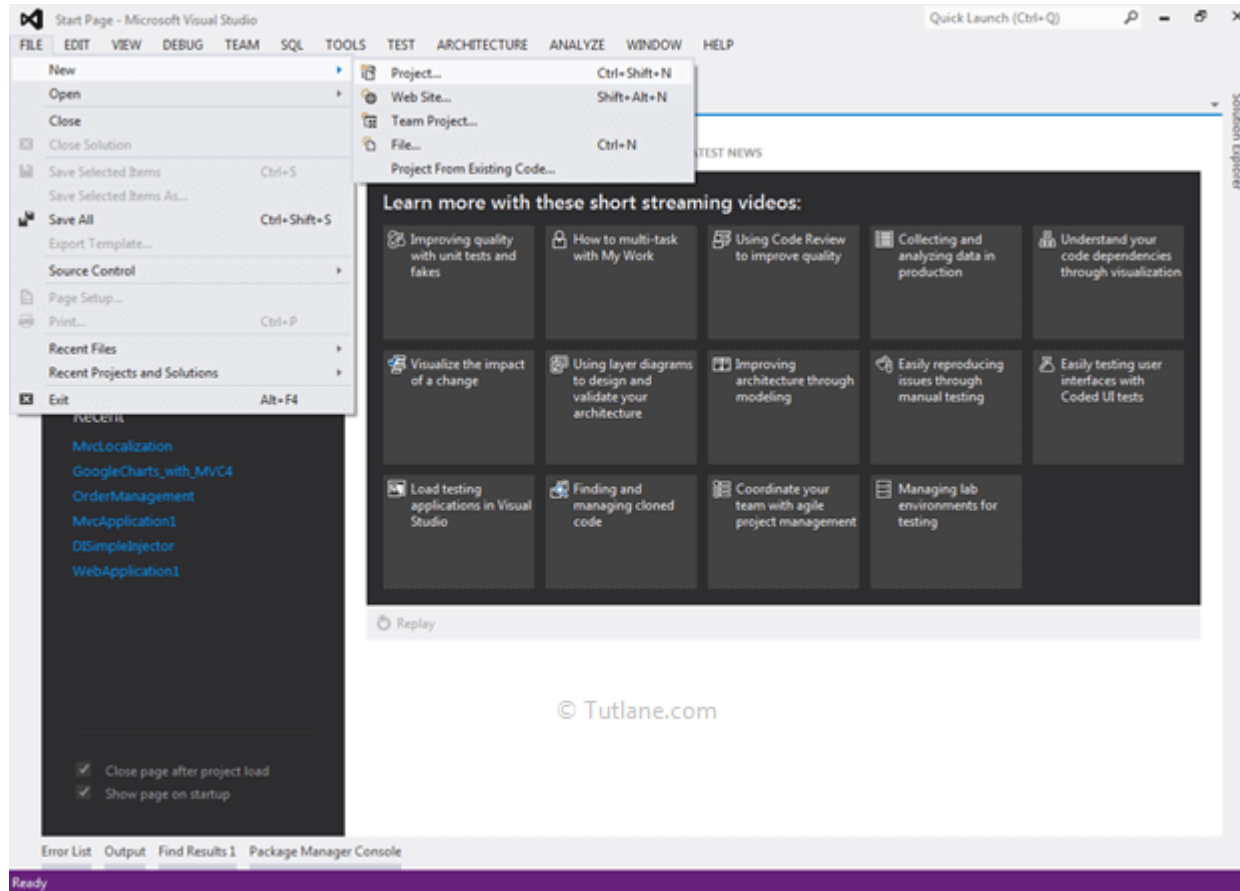 Start Page - Microsoft Visual Studio
Quick Launch (Ctrl+Q)
FILE EDIT VIEW DEBUG TEAM SQL TOOLS TEST ARCHITECTURE ANALYZE WINDOW HELP
New
Open
Close
Close Solution
Save Selected Items Ctrl+S
Save Selected Items As...
Save All Ctrl+Shift+S
Export Template...
Source Control
Page Setup...
Print... Ctrl+P
Recent Files
Recent Projects and Solutions
Exit Alt+F4
Project... Ctrl+Shift+N
Web Site... Shift+Alt+N
Team Project...
File... Ctrl+N
Project From Existing Code...
NEWS
Solution Explorer
Learn more with these short streaming videos:
Improving quality
with unit tests and
fakes
How to multi-task
with My Work
Using Code Review
to improve quality
Collecting and
analyzing data in
production
Understand your
code dependencies
through visualization
Visualize the impact
of a change
Using layer diagrams
to design and
validate your
architecture
Improving
architecture through
modeling
Easily reproducing
issues through
manual testing
Easily testing user
interfaces with
Coded UI tests
Load testing
applications in Visual
Studio
Finding and
managing cloned
code
Coordinate your
team with agile
project management
Managing lab
environments for
testing
Replay
Recent
MvcLocalization
GoogleCharts_with_MVC4
OrderManagement
MvcApplication1
DISimpleInjector
WebApplication1
© Tutlane.com
Close page after project load
Show page on startup
Error List Output Find Results 1 Package Manager Console
Ready